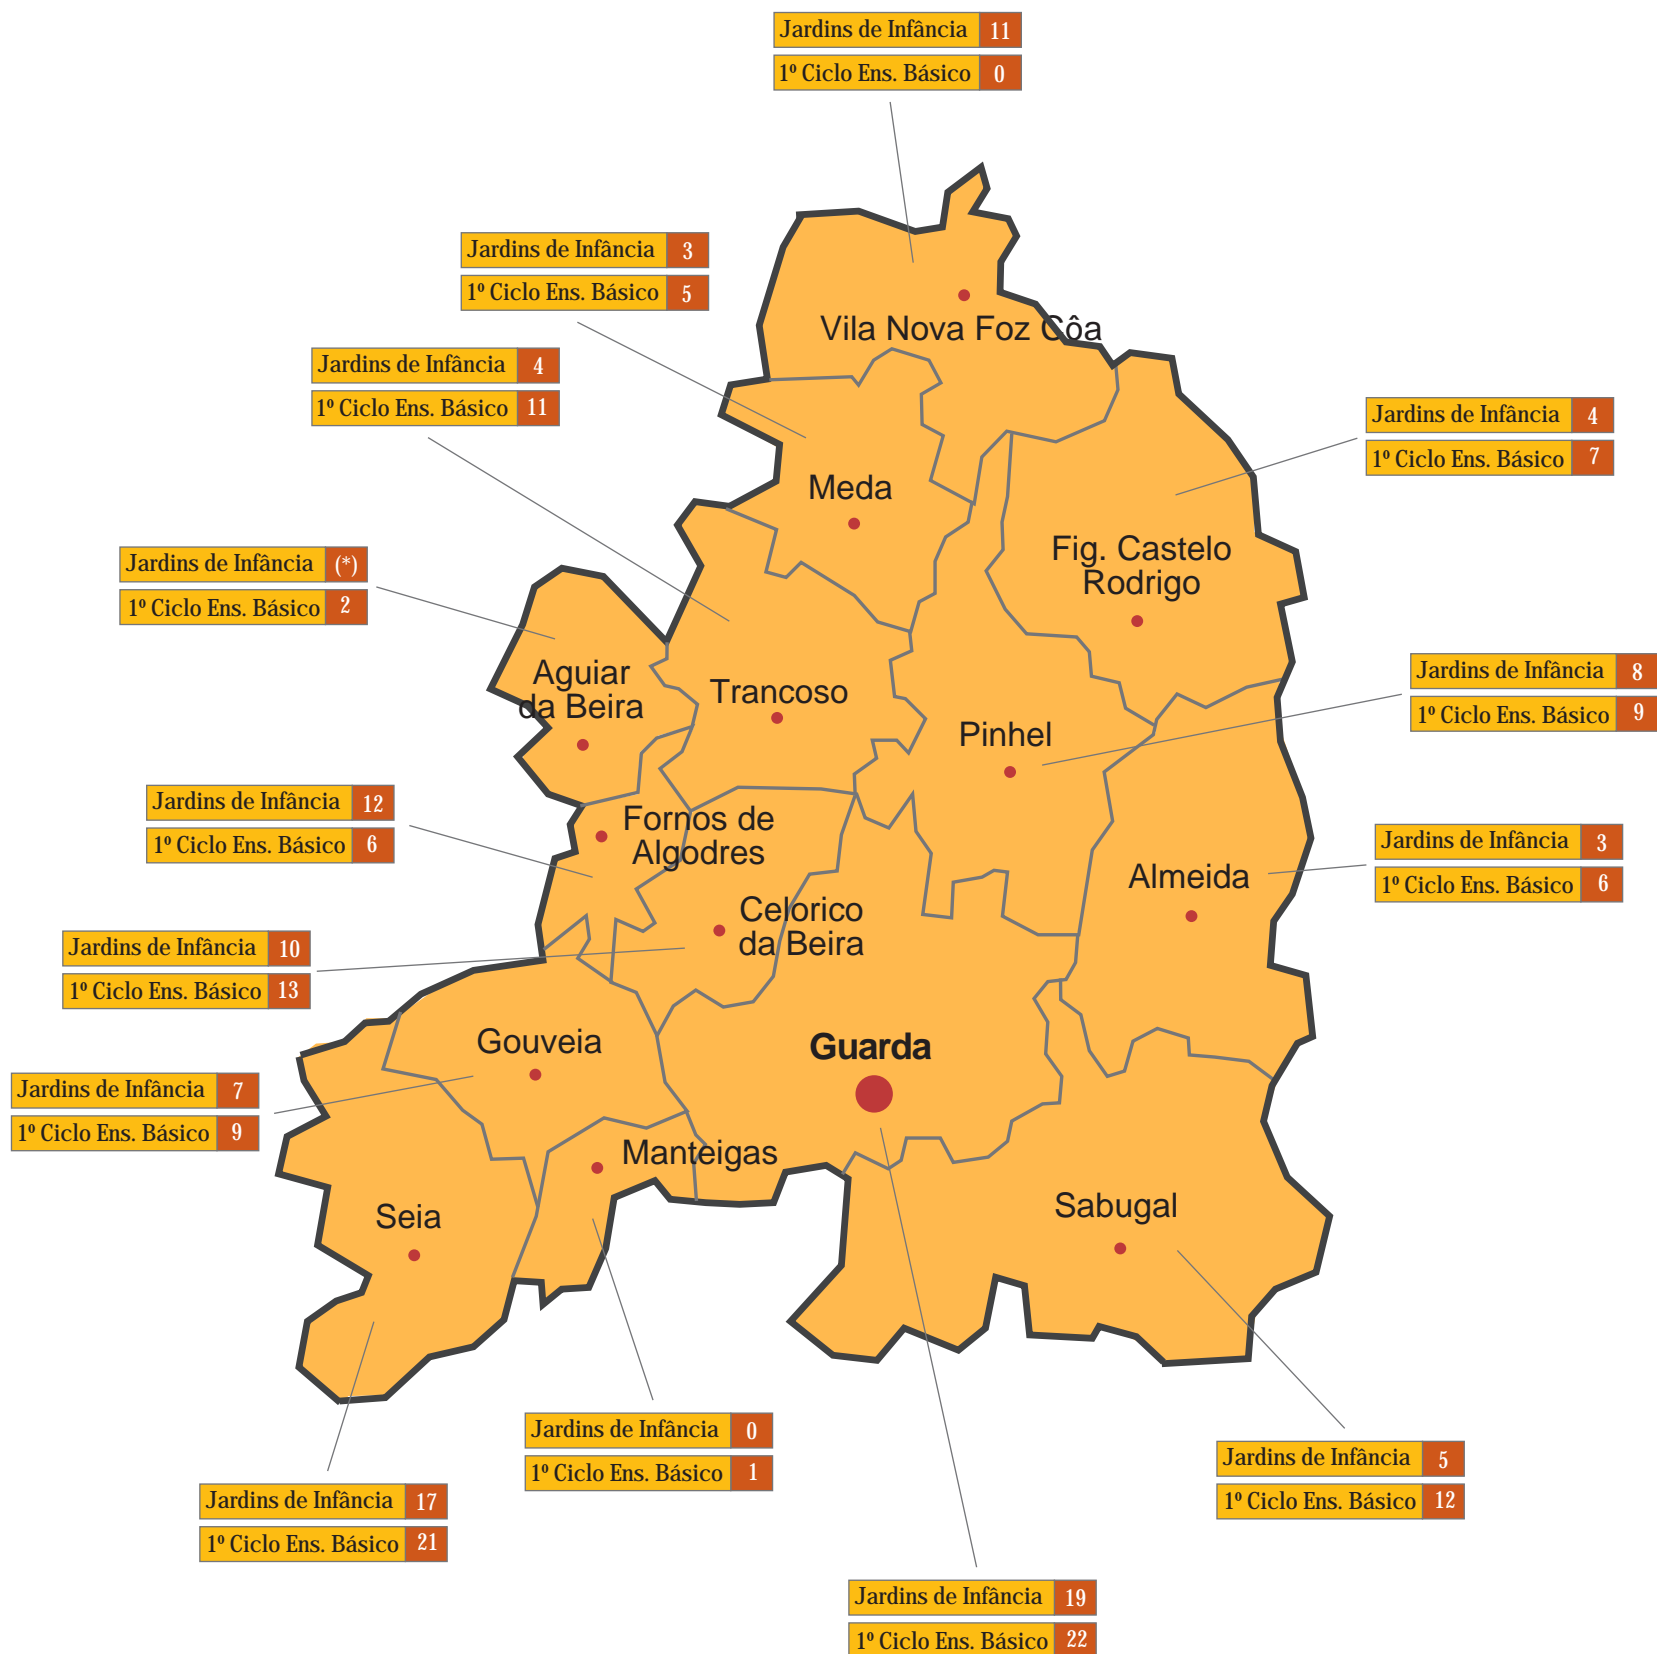 Jardins de Infância 11
1º Ciclo Ens. Básico 0
Jardins de Infância 3
1º Ciclo Ens. Básico 5
Vila Nova Foz Côa
Jardins de Infância 4
1º Ciclo Ens. Básico 11
Jardins de Infância 4
1º Ciclo Ens. Básico 7
Meda
Fig. Castelo
Rodrigo
Jardins de Infância (*)
1º Ciclo Ens. Básico 2
Aguiar
da Beira
Trancoso
Jardins de Infância 8
1º Ciclo Ens. Básico 9
Pinhel
Jardins de Infância 12
1º Ciclo Ens. Básico 6
Fornos de
Algodres
Jardins de Infância 3
1º Ciclo Ens. Básico 6
Almeida
Celorico
da Beira
Jardins de Infância 10
1º Ciclo Ens. Básico 13
Gouveia
Guarda
Jardins de Infância 7
1º Ciclo Ens. Básico 9
Manteigas
Seia
Sabugal
Jardins de Infância 0
1º Ciclo Ens. Básico 1
Jardins de Infância 5
1º Ciclo Ens. Básico 12
Jardins de Infância 17
1º Ciclo Ens. Básico 21
Jardins de Infância 19
1º Ciclo Ens. Básico 22